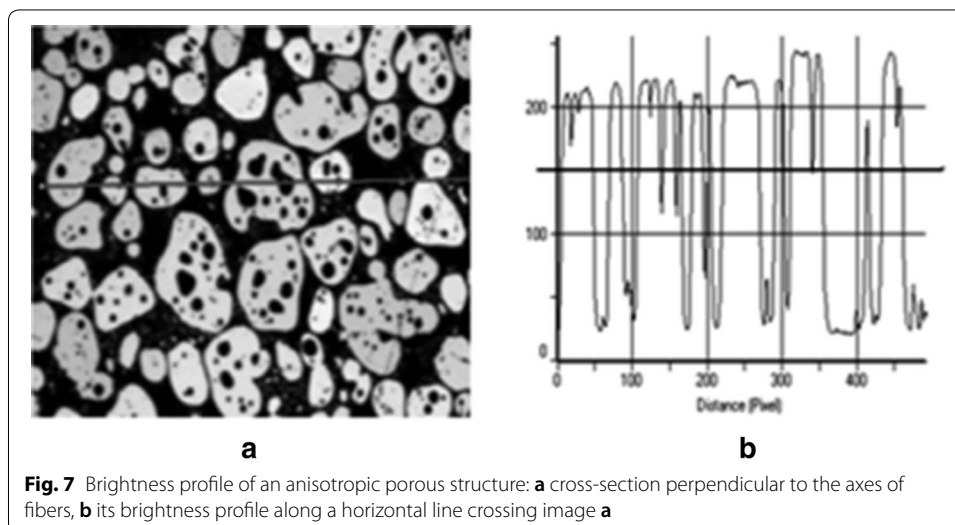 200
100
0
0 100 200 300 400
Distance (Pixel)
a b
Fig. 7 Brightness profile of an anisotropic porous structure: a cross-section perpendicular to the axes of
fibers, b its brightness profile along a horizontal line crossing image a